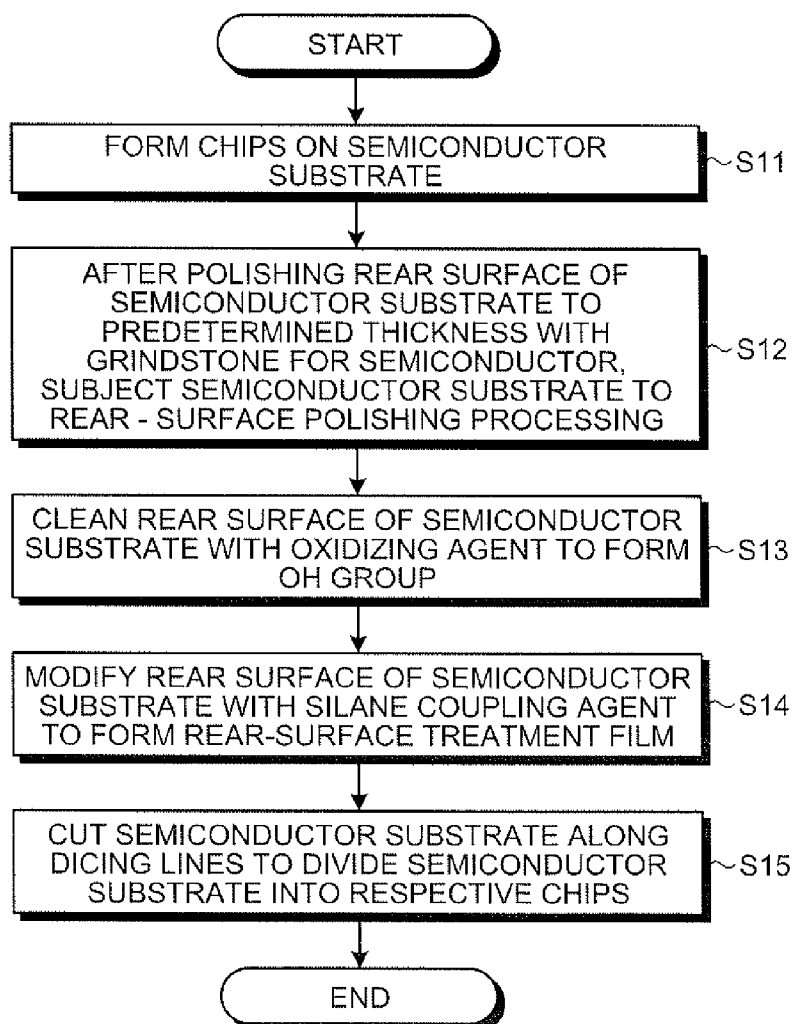 START
FORM CHIPS ON SEMICONDUCTOR
SUBSTRATE
~S11
AFTER POLISHING REAR SURFACE OF
SEMICONDUCTOR SUBSTRATE TO
PREDETERMINED THICKNESS WITH
GRINDSTONE FOR SEMICONDUCTOR,
SUBJECT SEMICONDUCTOR SUBSTRATE TO
REAR - SURFACE POLISHING PROCESSING
~S12
CLEAN REAR SURFACE OF SEMICONDUCTOR
SUBSTRATE WITH OXIDIZING AGENT TO FORM
OH GROUP
~S13
MODIFY REAR SURFACE OF SEMICONDUCTOR
SUBSTRATE WITH SILANE COUPLING AGENT
TO FORM REAR-SURFACE TREATMENT FILM
~S14
CUT SEMICONDUCTOR SUBSTRATE ALONG
DICING LINES TO DIVIDE SEMICONDUCTOR
SUBSTRATE INTO RESPECTIVE CHIPS
~S15
END